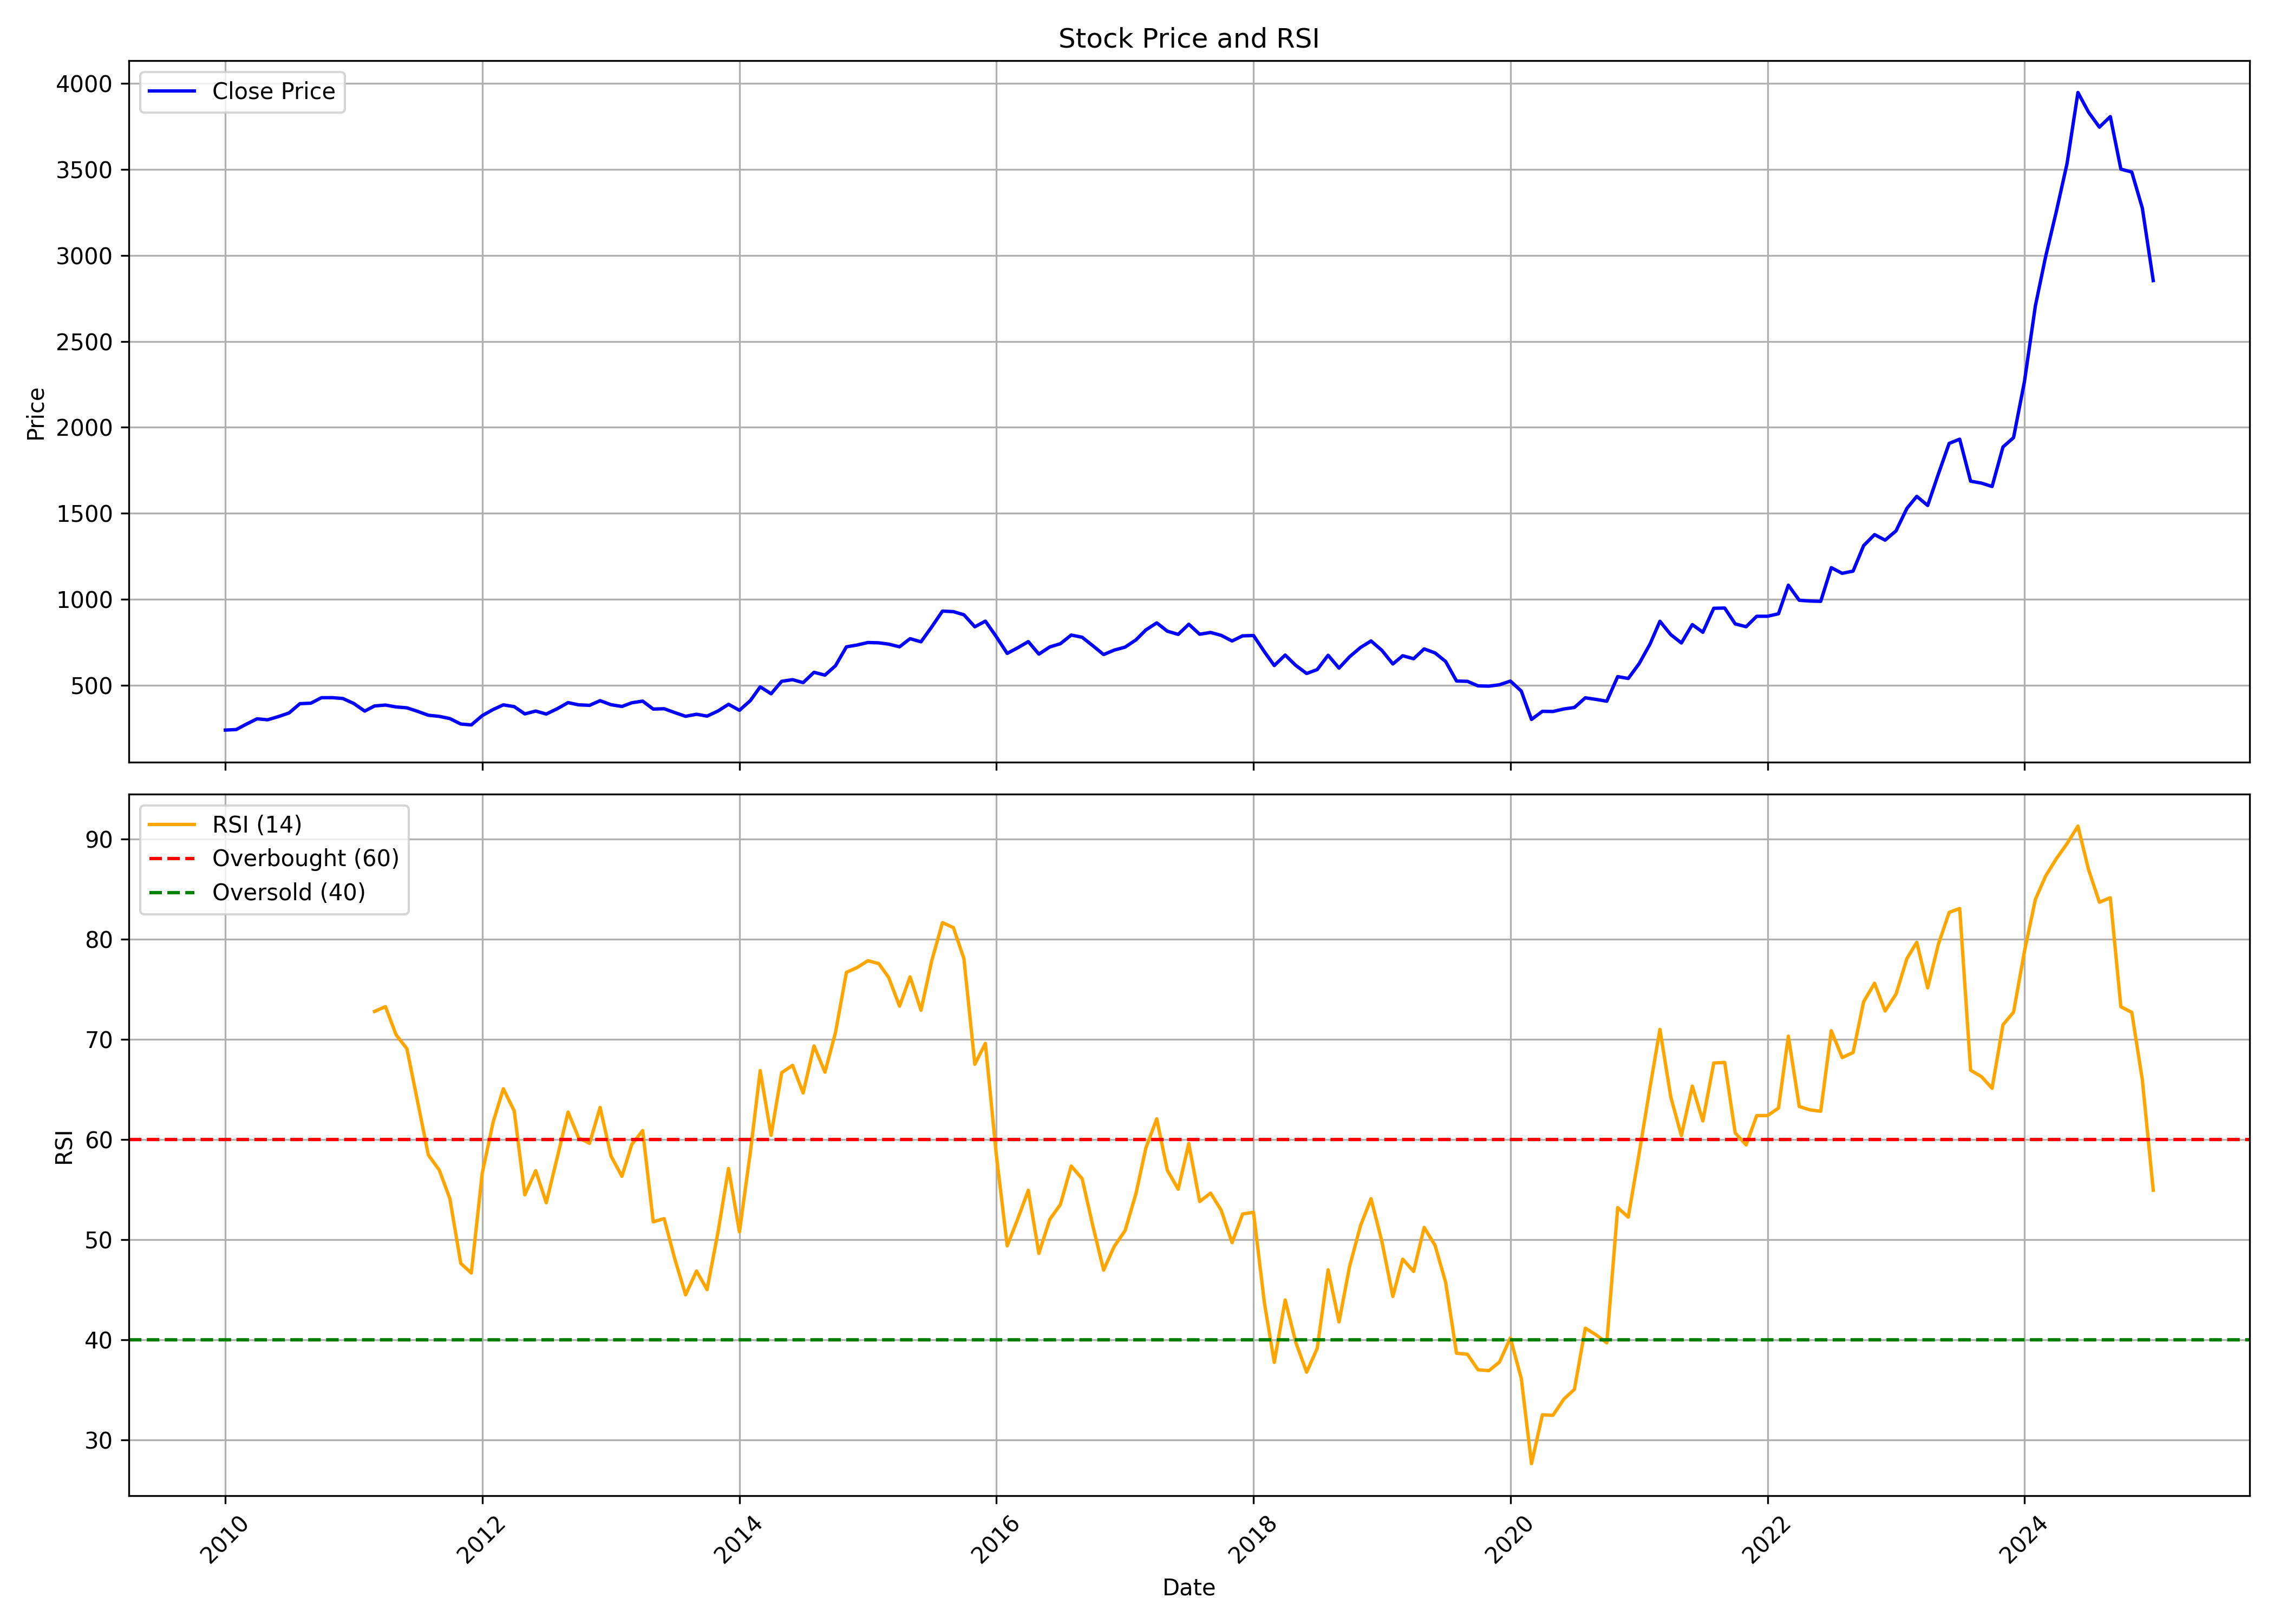 Stock Price and RSI
Close Price
4000
3500
3000
2500
2000
1500
1000
500
Price
RSI (14)
Overbought (60)
Oversold (40)
90
80
70
60
50
40
30
RSI
2010
2012
2014
2016
2018
2020
2022
2024
Date